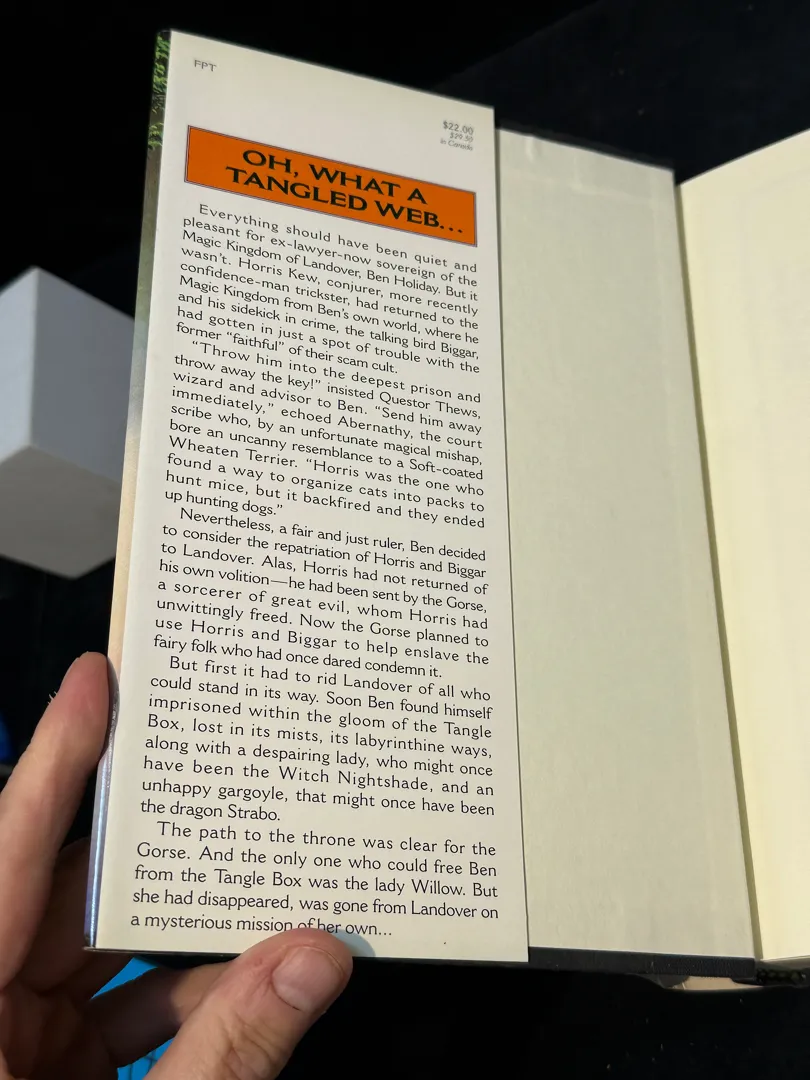 FPT
$22.00
$29.50
in Canada
OH, WHAT A
TANGLED WEB...
Everything should have been quiet and
pleasant for ex-lawyer-now sovereign of the
Magic Kingdom of Landover, Ben Holiday. But it
wasn't. Horris Kew, conjurer, more recently
confidence-man trickster, had returned to the
Magic Kingdom from Ben's own world, where he
and his sidekick in crime, the talking bird Biggar,
had gotten in just a spot of trouble with the
former "faithful" of their scam cult.
"Throw him into the deepest prison and
throw away the key!" insisted Questor Thews,
wizard and advisor to Ben. "Send him away
immediately," echoed Abernathy, the court
scribe who, by an unfortunate magical mishap,
bore an uncanny resemblance to a Soft-coated
Wheaten Terrier. "Horris was the one who
found a way to organize cats into packs to
hunt mice, but it backfired and they ended
up hunting dogs."
Nevertheless, a fair and just ruler, Ben decided
to consider the repatriation of Horris and Biggar
to Landover. Alas, Horris had not returned of
his own volition—he had been sent by the Gorse,
a sorcerer of great evil, whom Horris had
unwittingly freed. Now the Gorse planned to
use Horris and Biggar to help enslave the
fairy folk who had once dared condemn it.
But first it had to rid Landover of all who
could stand in its way. Soon Ben found himself
imprisoned within the gloom of the Tangle
Box, lost in its mists, its labyrinthine ways,
along with a despairing lady, who might once
have been the Witch Nightshade, and an
unhappy gargoyle, that might once have been
the dragon Strabo.
The path to the throne was clear for the
Gorse. And the only one who could free Ben
from the Tangle Box was the lady Willow. But
she had disappeared, was gone from Landover on
a mysterious mission of her own...